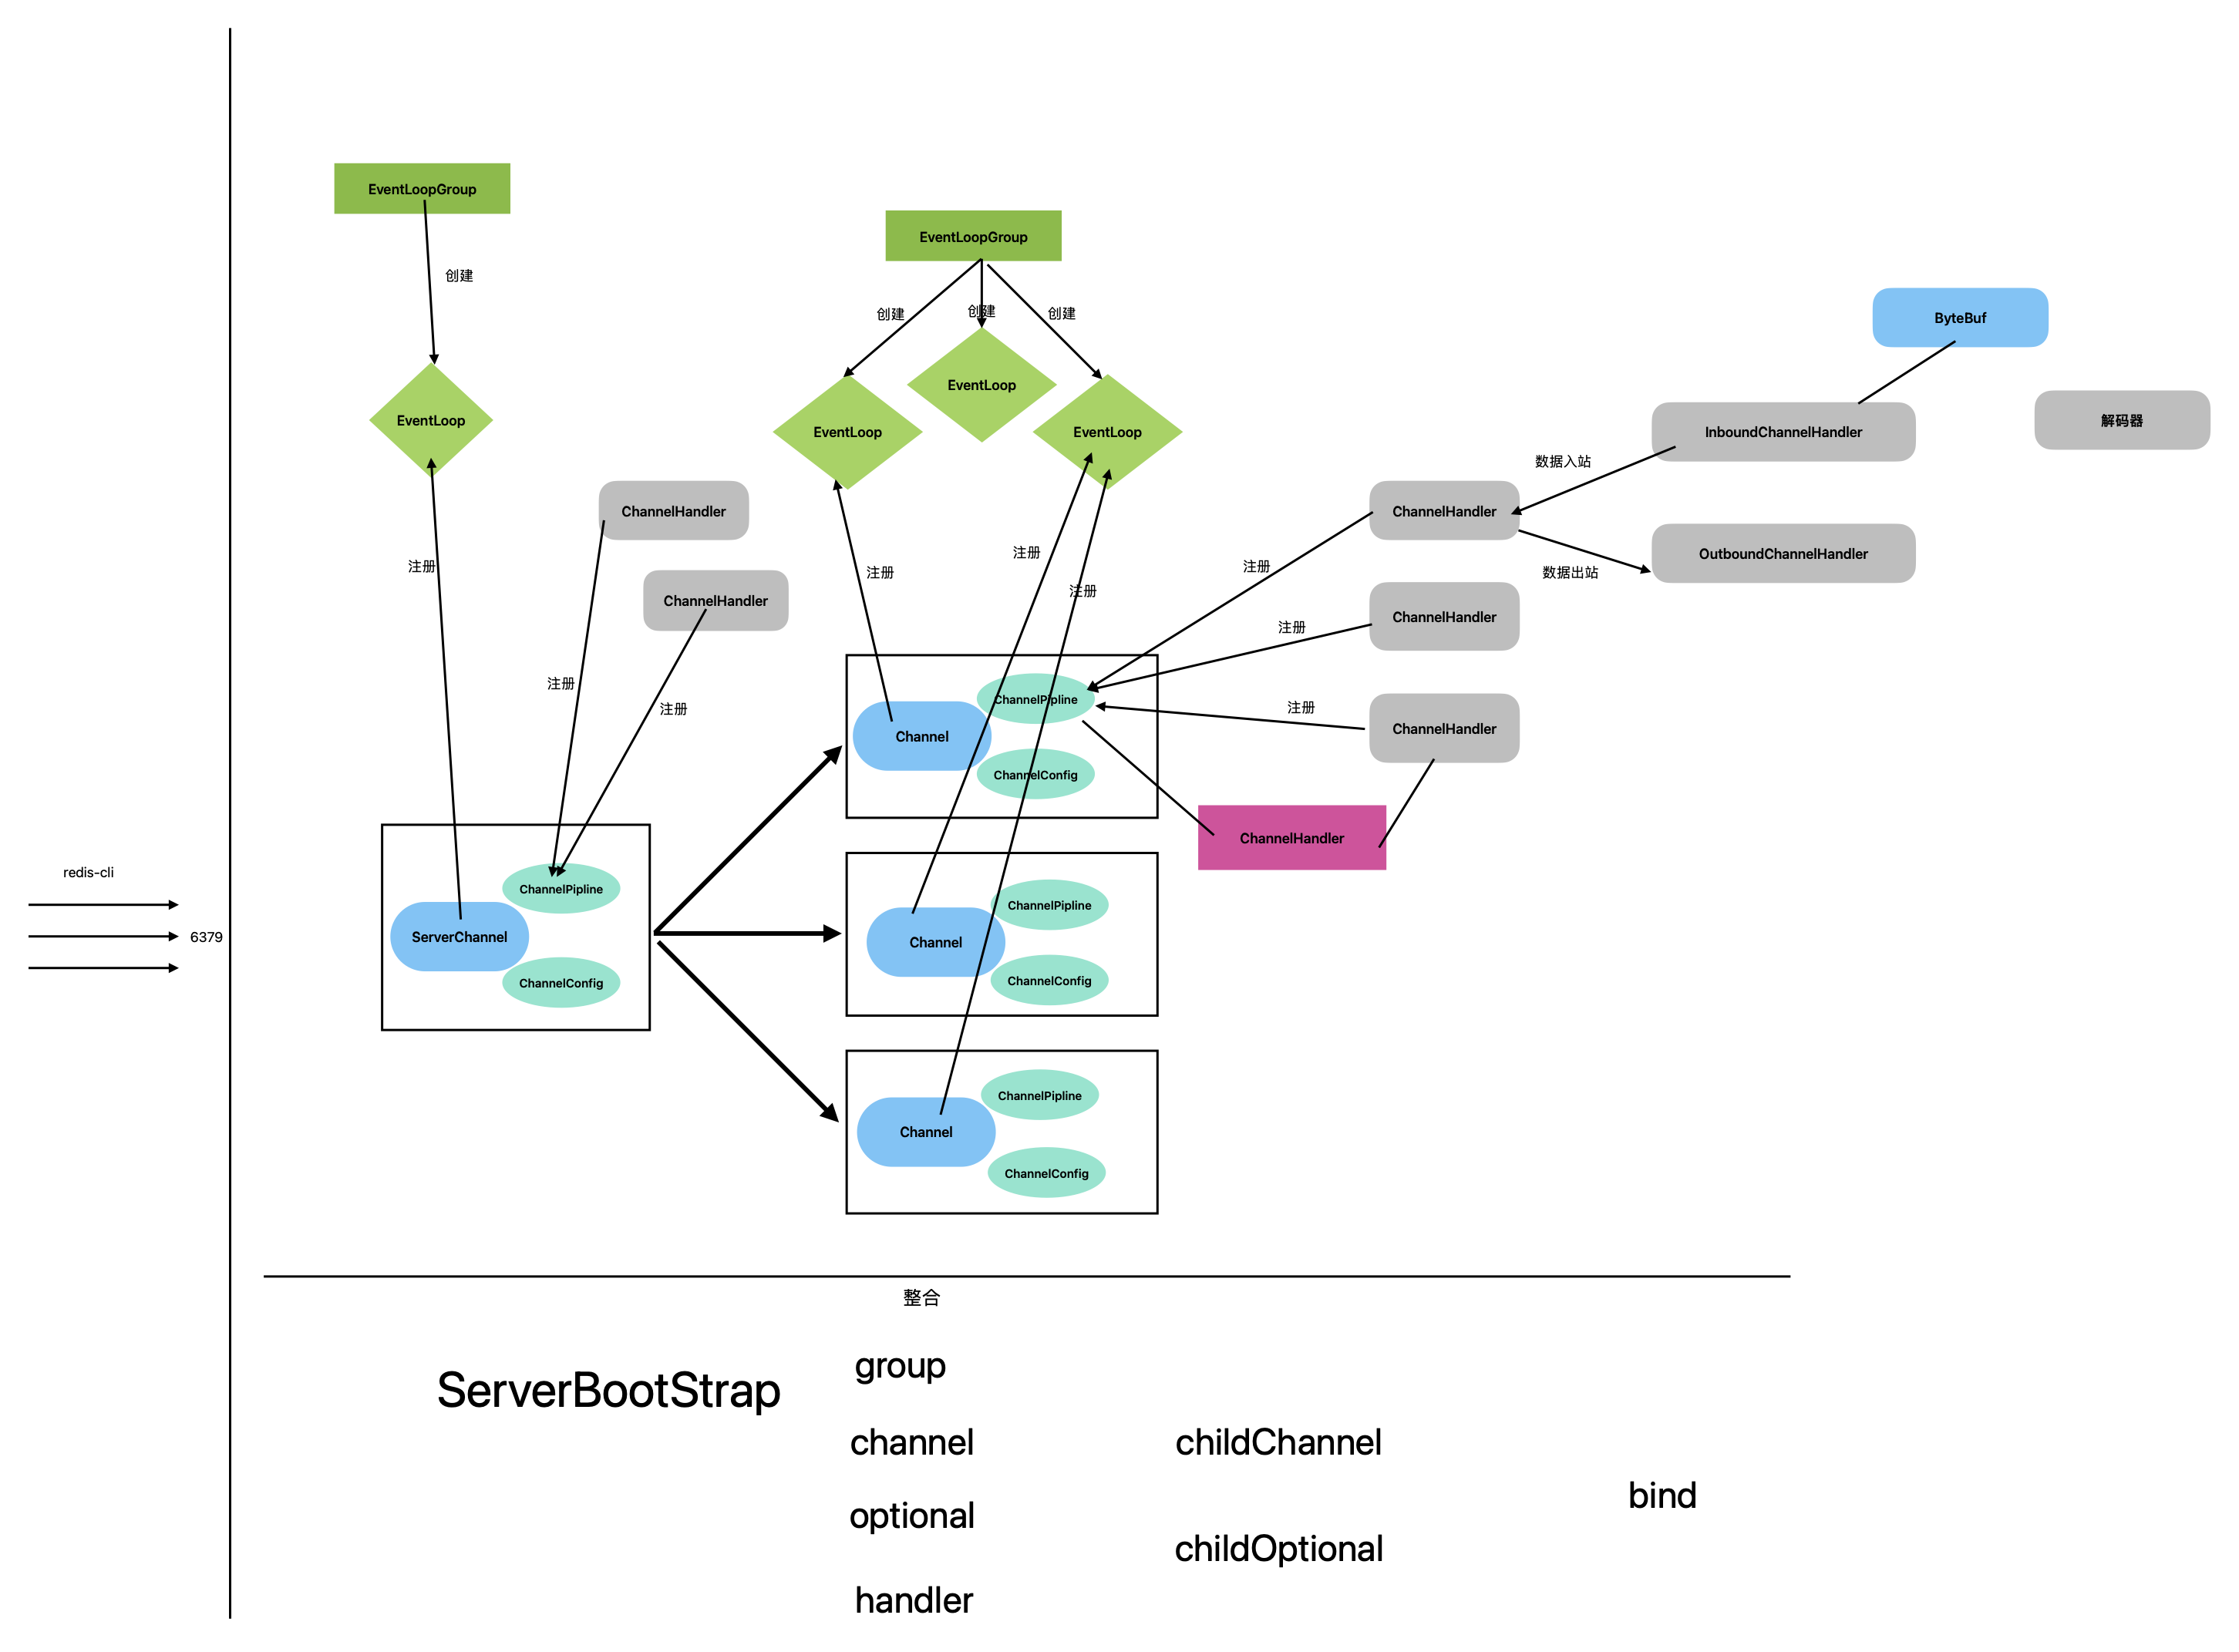 EventLoopGroup
创建
EventLoop
EventLoopGroup
创建
创建
创建
EventLoop
EventLoop
EventLoop
ByteBuf
InboundChannelHandler
解码器
数据入站
ChannelHandler
OutboundChannelHandler
数据出站
ChannelHandler
ChannelHandler
注册
注册
注册
注册
注册
注册
注册
注册
注册
ChannelHandler
ChannelHandler
ChannelPipline
Channel
ChannelConfig
ChannelHandler
redis-cli
6379
ChannelPipline
ServerChannel
ChannelConfig
ChannelPipline
Channel
ChannelConfig
ChannelPipline
Channel
ChannelConfig
整合
ServerBootStrap
group
channel
childChannel
bind
optional
childOptional
handler